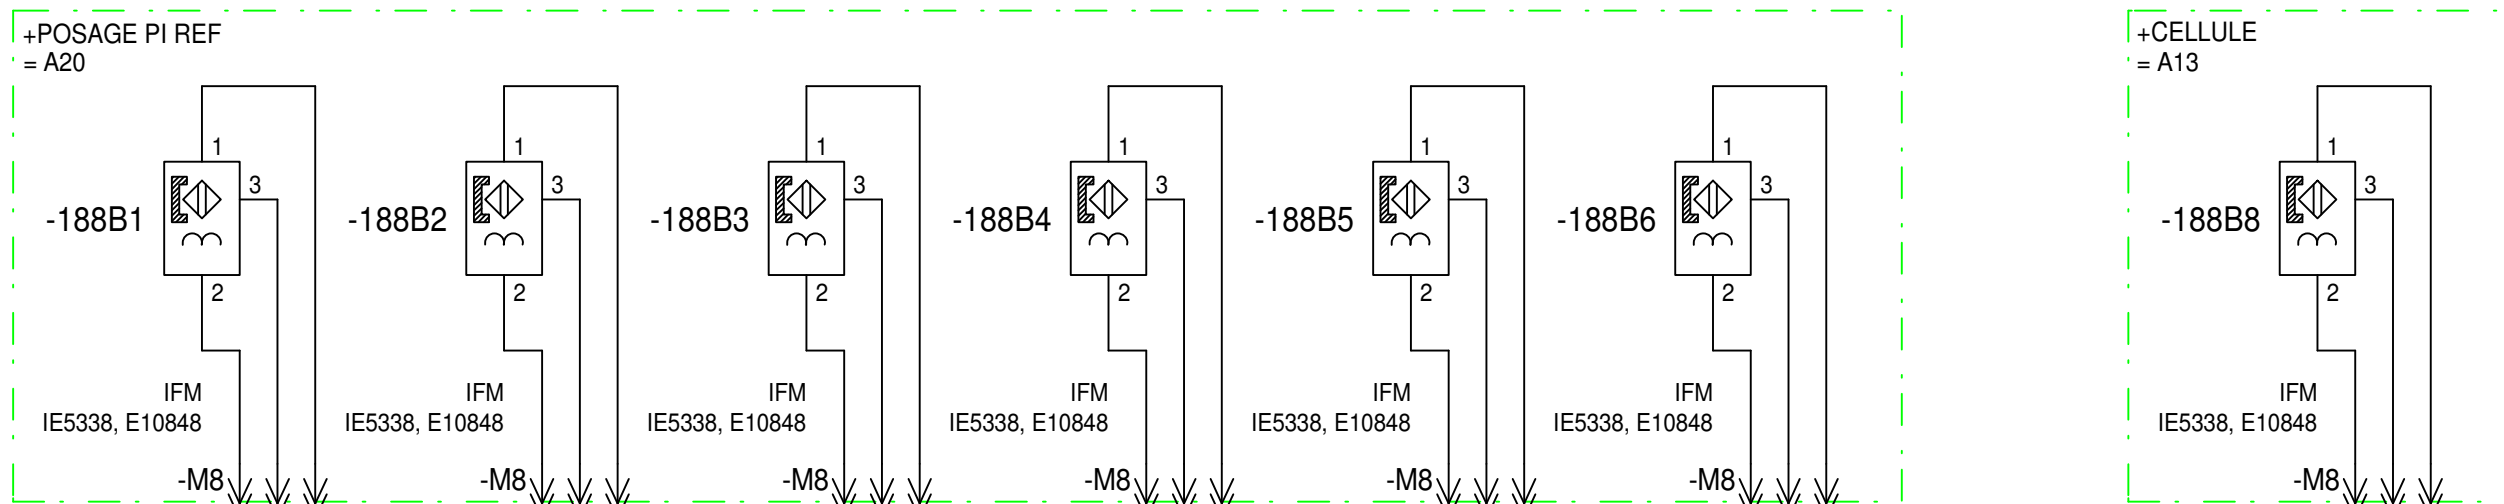 +POSAGE PI REF
= A20
+CELLULE
= A13
1
3
-188B1
2
IFM
IE5338, E10848
-M8
1
3
-188B2
2
IFM
IE5338, E10848
-M8
1
3
-188B3
2
IFM
IE5338, E10848
-M8
1
3
-188B4
2
IFM
IE5338, E10848
-M8
1
3
-188B5
2
IFM
IE5338, E10848
-M8
1
3
-188B6
2
IFM
IE5338, E10848
-M8
1
3
-188B8
2
IFM
IE5338, E10848
-M8